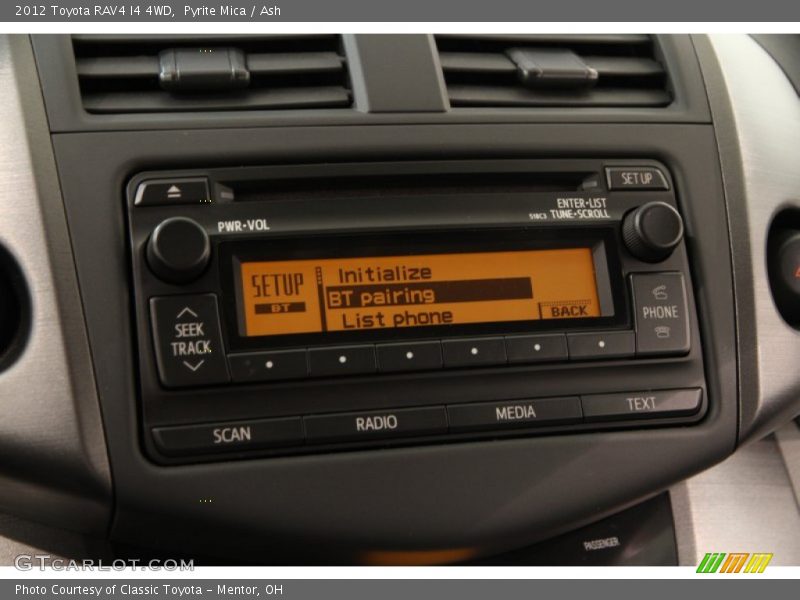 2012 Toyota RAV4 I4 4WD, Pyrite Mica / Ash
SETUP
PWR•VOL
ENTER•LIST
51BC3 TUNE•SCROLL
SETUP
BT
Initialize
BT pairing
List phone
BACK
SEEK
TRACK
PHONE
SCAN
RADIO
MEDIA
TEXT
PASSENGER
GTCARLOT.COM
Photo Courtesy of Classic Toyota - Mentor, OH